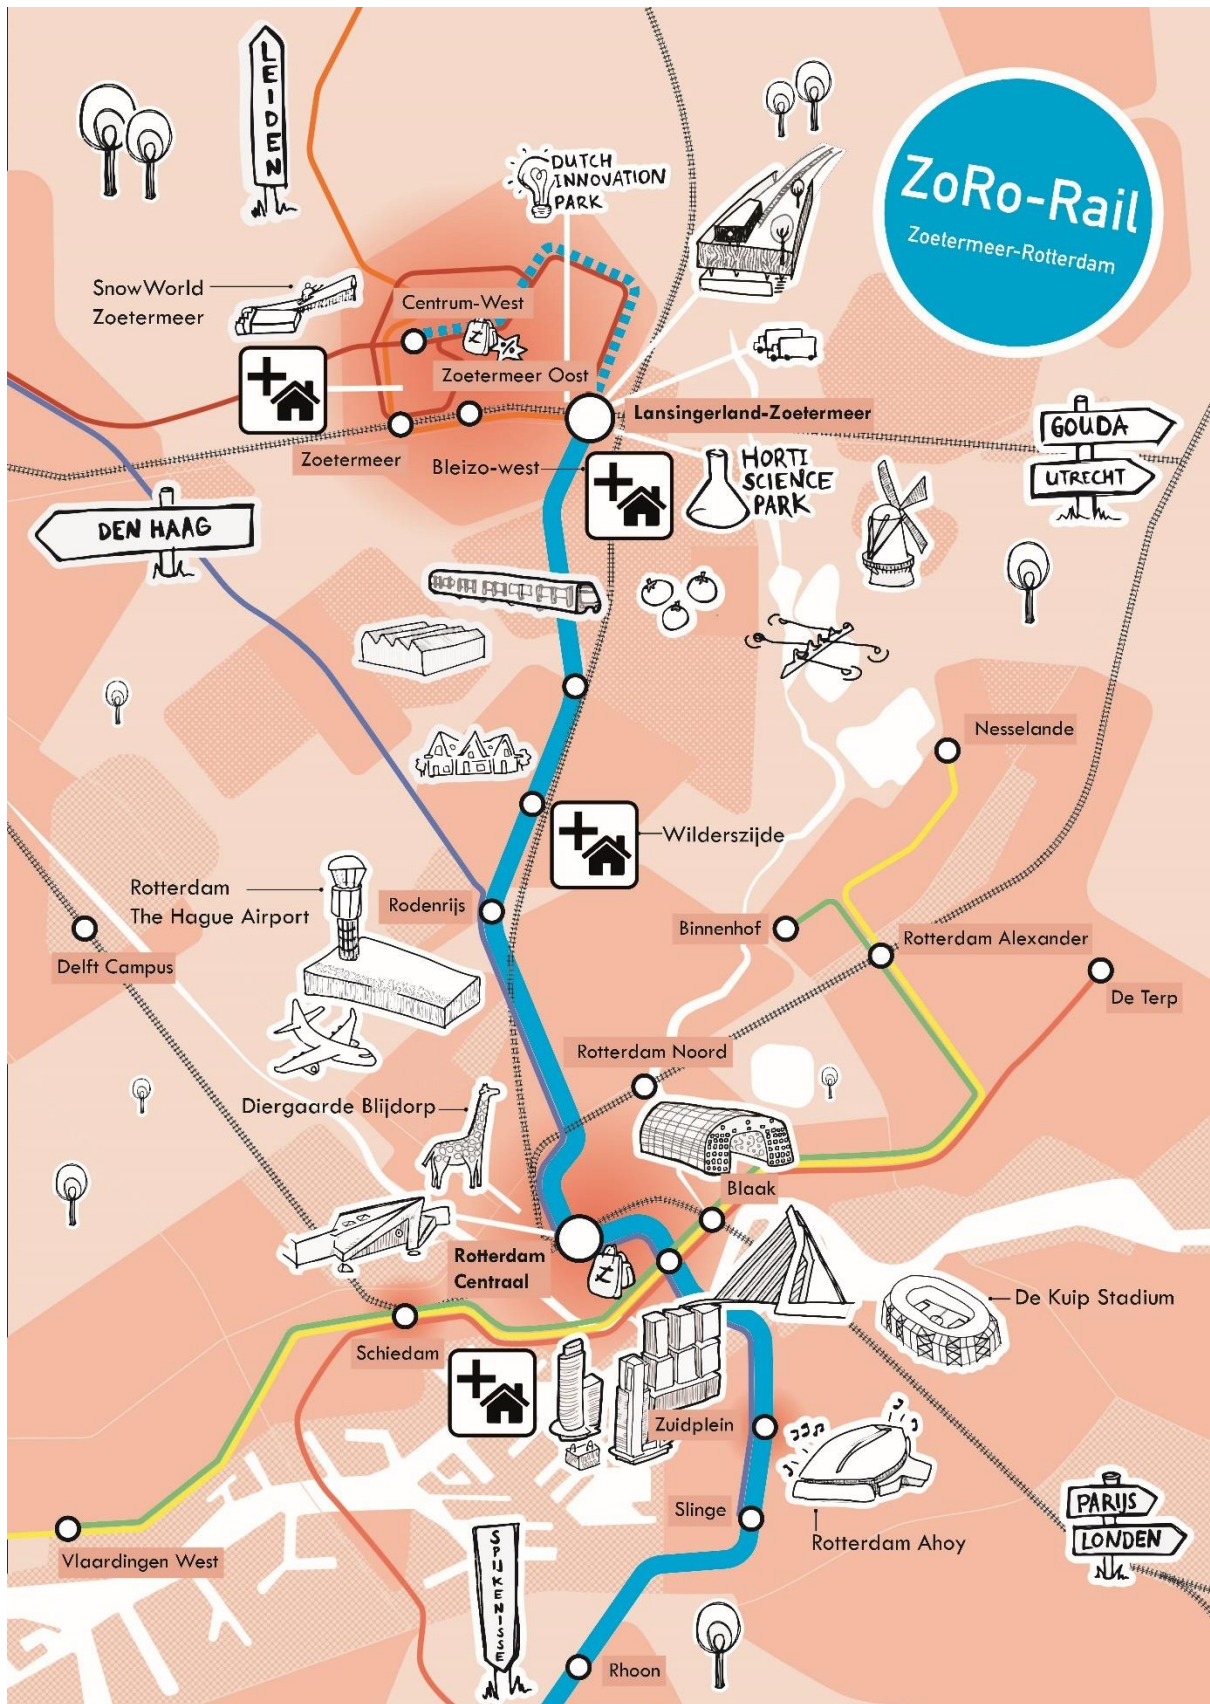 LEIDEN
DUTCH
INNOVATION
PARK
ZoRo-Rail
Zoetermeer-Rotterdam
SnowWorld
Zoetermeer
Centrum-West
Zoetermeer Oost
Lansingerland-Zoetermeer
Zoetermeer
Bleizo-west
HORTI
SCIENCE
PARK
GOUDA
UTRECHT
DEN HAAG
Nesselande
Wilderszijde
Rotterdam
The Hague Airport
Rodenrijs
Binnenhof
Rotterdam Alexander
Delft Campus
De Terp
Rotterdam Noord
Diergaarde Blijdorp
Blaak
Rotterdam
Centraal
De Kuip Stadium
Schiedam
Zuidplein
Slinge
Rotterdam Ahoy
PARIJS
LONDEN
Vlaardingen West
SPIJKENISSE
Rhoon